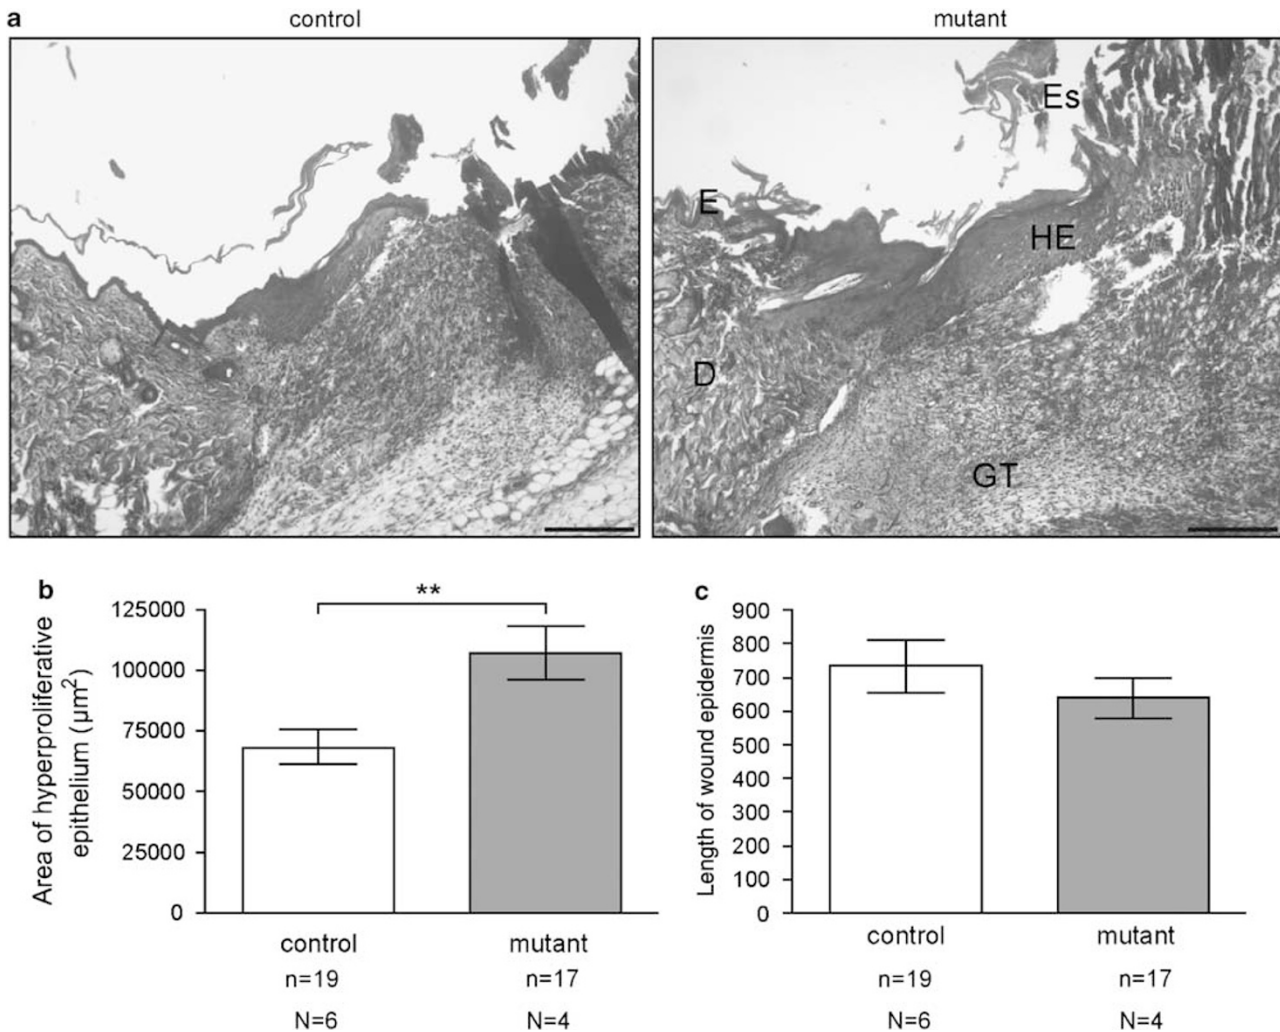 a
control
mutant
Es
E
HE
D
GT
b
**
125000
100000
75000
50000
25000
0
Area of hyperproliferative
epithelium (µm²)
control
mutant
n=19
n=17
N=6
N=4
c
900
800
700
600
500
400
300
200
100
0
Length of wound epidermis
control
mutant
n=19
n=17
N=6
N=4